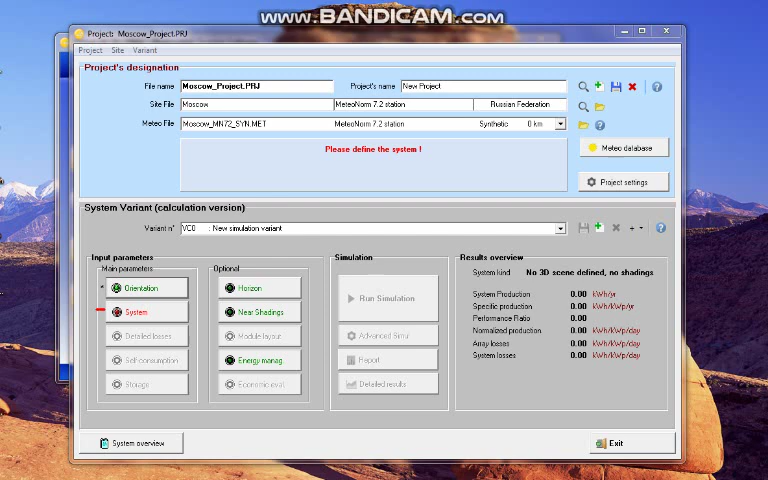 www.BANDICAM.com
Project: Moscow_Project.PRJ
Project Site Variant
Project's designation
File name Moscow_Project.PRJ Project's name New Project
Site File Moscow MeteoNorm 7.2 station Russian Federation
Meteo File Moscow_MN72_SYN.MET MeteoNorm 7.2 station Synthetic 0 km
Please define the system !
Meteo database
Project settings
System Variant (calculation version)
Variant n° VC0 : New simulation variant
Input parameters
Main parameters
* Orientation
System
Detailed losses
Self consumption
Storage
Optional
Horizon
Near Shadings
Module layout
Energy manag.
Economic eval.
Simulation
Run Simulation
Advanced Simul.
Report
Detailed results
Results overview
System kind No 3D scene defined, no shadings
System Production 0.00 kWh/yr
Specific production 0.00 kWh/kWp/yr
Performance Ratio 0.00
Normalized production 0.00 kWh/kWp/day
Array losses 0.00 kWh/kWp/day
System losses 0.00 kWh/kWp/day
System overview
Exit